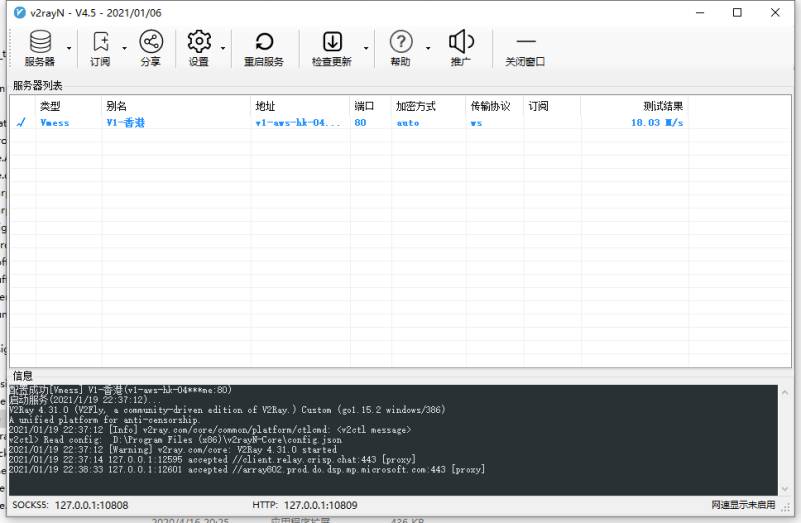 v2rayN - V4.5 - 2021/01/06
服务器 订阅 分享 设置 重启服务 检查更新 帮助 推广 关闭窗口
服务器列表
类型 别名 地址 端口 加密方式 传输协议 订阅 测试结果
Vmess V1-香港 v1-aws-hk-04... 80 auto ws 18.03 M/s
信息
配置成功[Vmess] V1-香港(v1-aws-hk-04***me:80)
启动服务(2021/1/19 22:37:12)...
V2Ray 4.31.0 (V2Fly, a community-driven edition of V2Ray.) Custom (go1.15.2 windows/386)
A unified platform for anti-censorship.
2021/01/19 22:37:12 [Info] v2ray.com/core/common/platform/ctlcmd: <v2ctl message>
v2ctl> Read config:  D:\Program Files (x86)\v2rayN-Core\config.json
2021/01/19 22:37:12 [Warning] v2ray.com/core: V2Ray 4.31.0 started
2021/01/19 22:37:14 127.0.0.1:12595 accepted //client.relay.crisp.chat:443 [proxy]
2021/01/19 22:38:33 127.0.0.1:12601 accepted //array802.prod.do.dsp.mp.microsoft.com:443 [proxy]
SOCKS5: 127.0.0.1:10808 HTTP: 127.0.0.1:10809 网速显示未启用
2020/4/16 20:25 应用程序扩展 436 KB